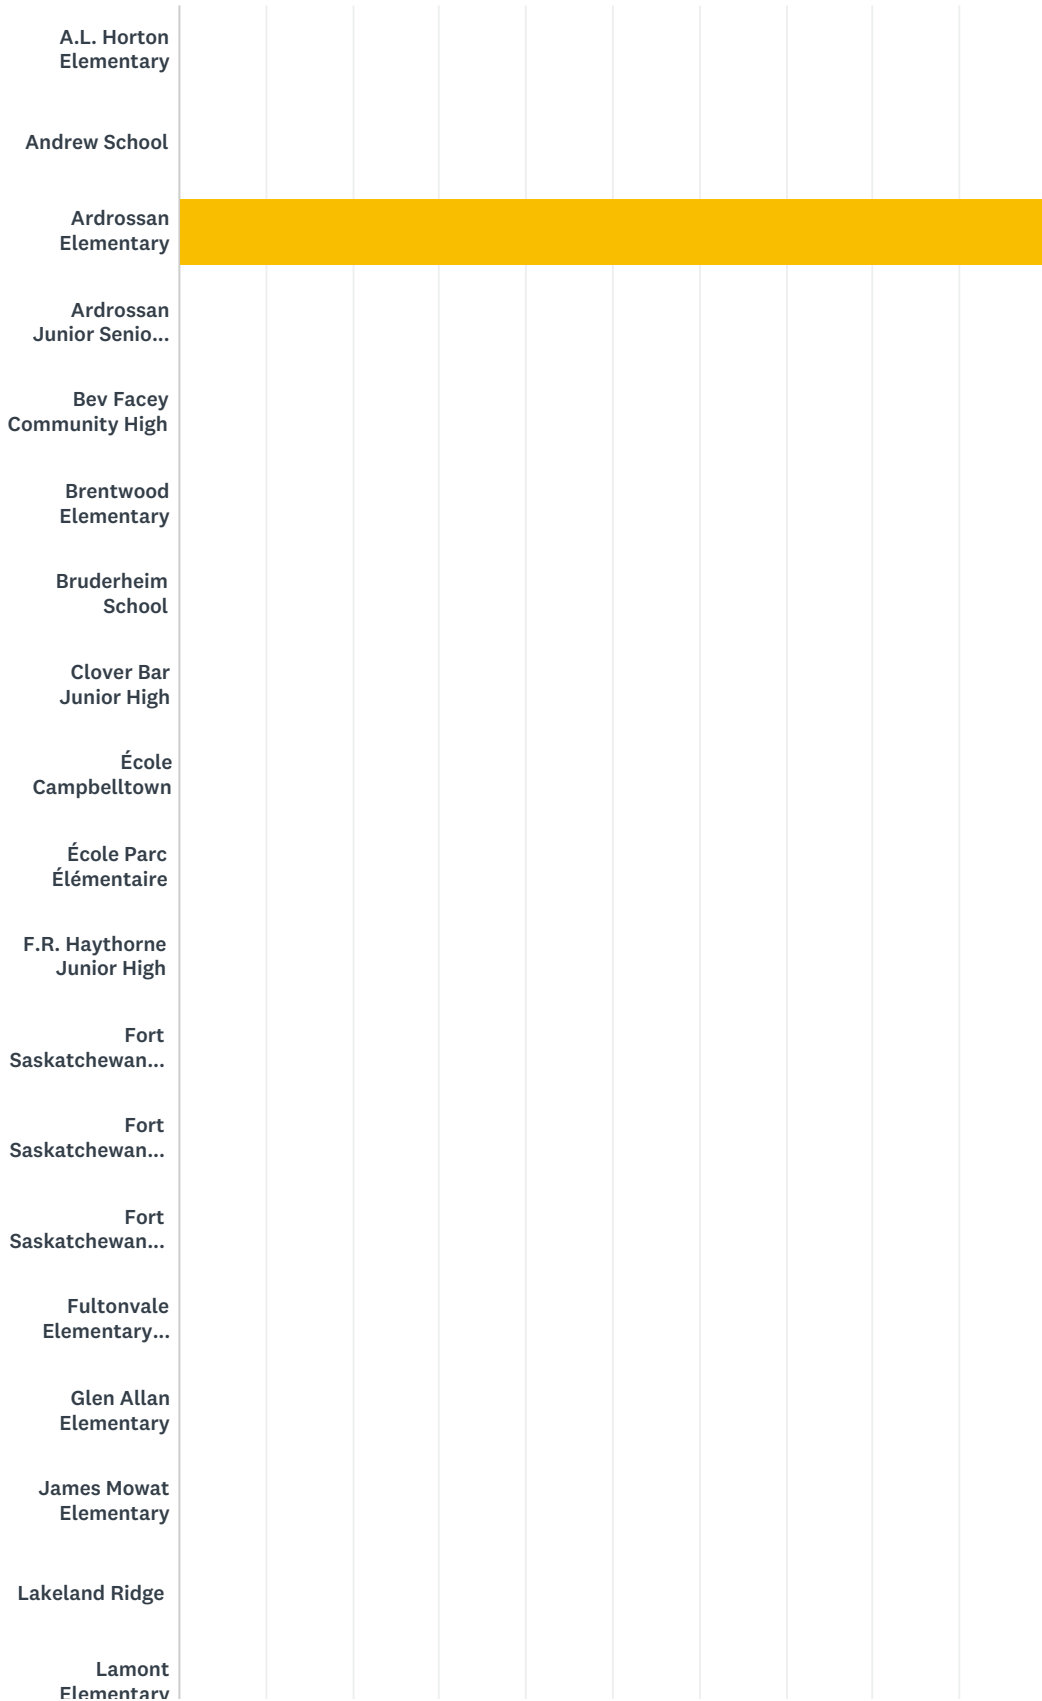 A.L. Horton
Elementary
Andrew School
Ardrossan
Elementary
Ardrossan
Junior Senio...
Bev Facey
Community High
Brentwood
Elementary
Bruderheim
School
Clover Bar
Junior High
École
Campbelltown
École Parc
Élémentaire
F.R. Haythorne
Junior High
Fort
Saskatchewan...
Fort
Saskatchewan...
Fort
Saskatchewan...
Fultonvale
Elementary...
Glen Allan
Elementary
James Mowat
Elementary
Lakeland Ridge
Lamont
Elementary